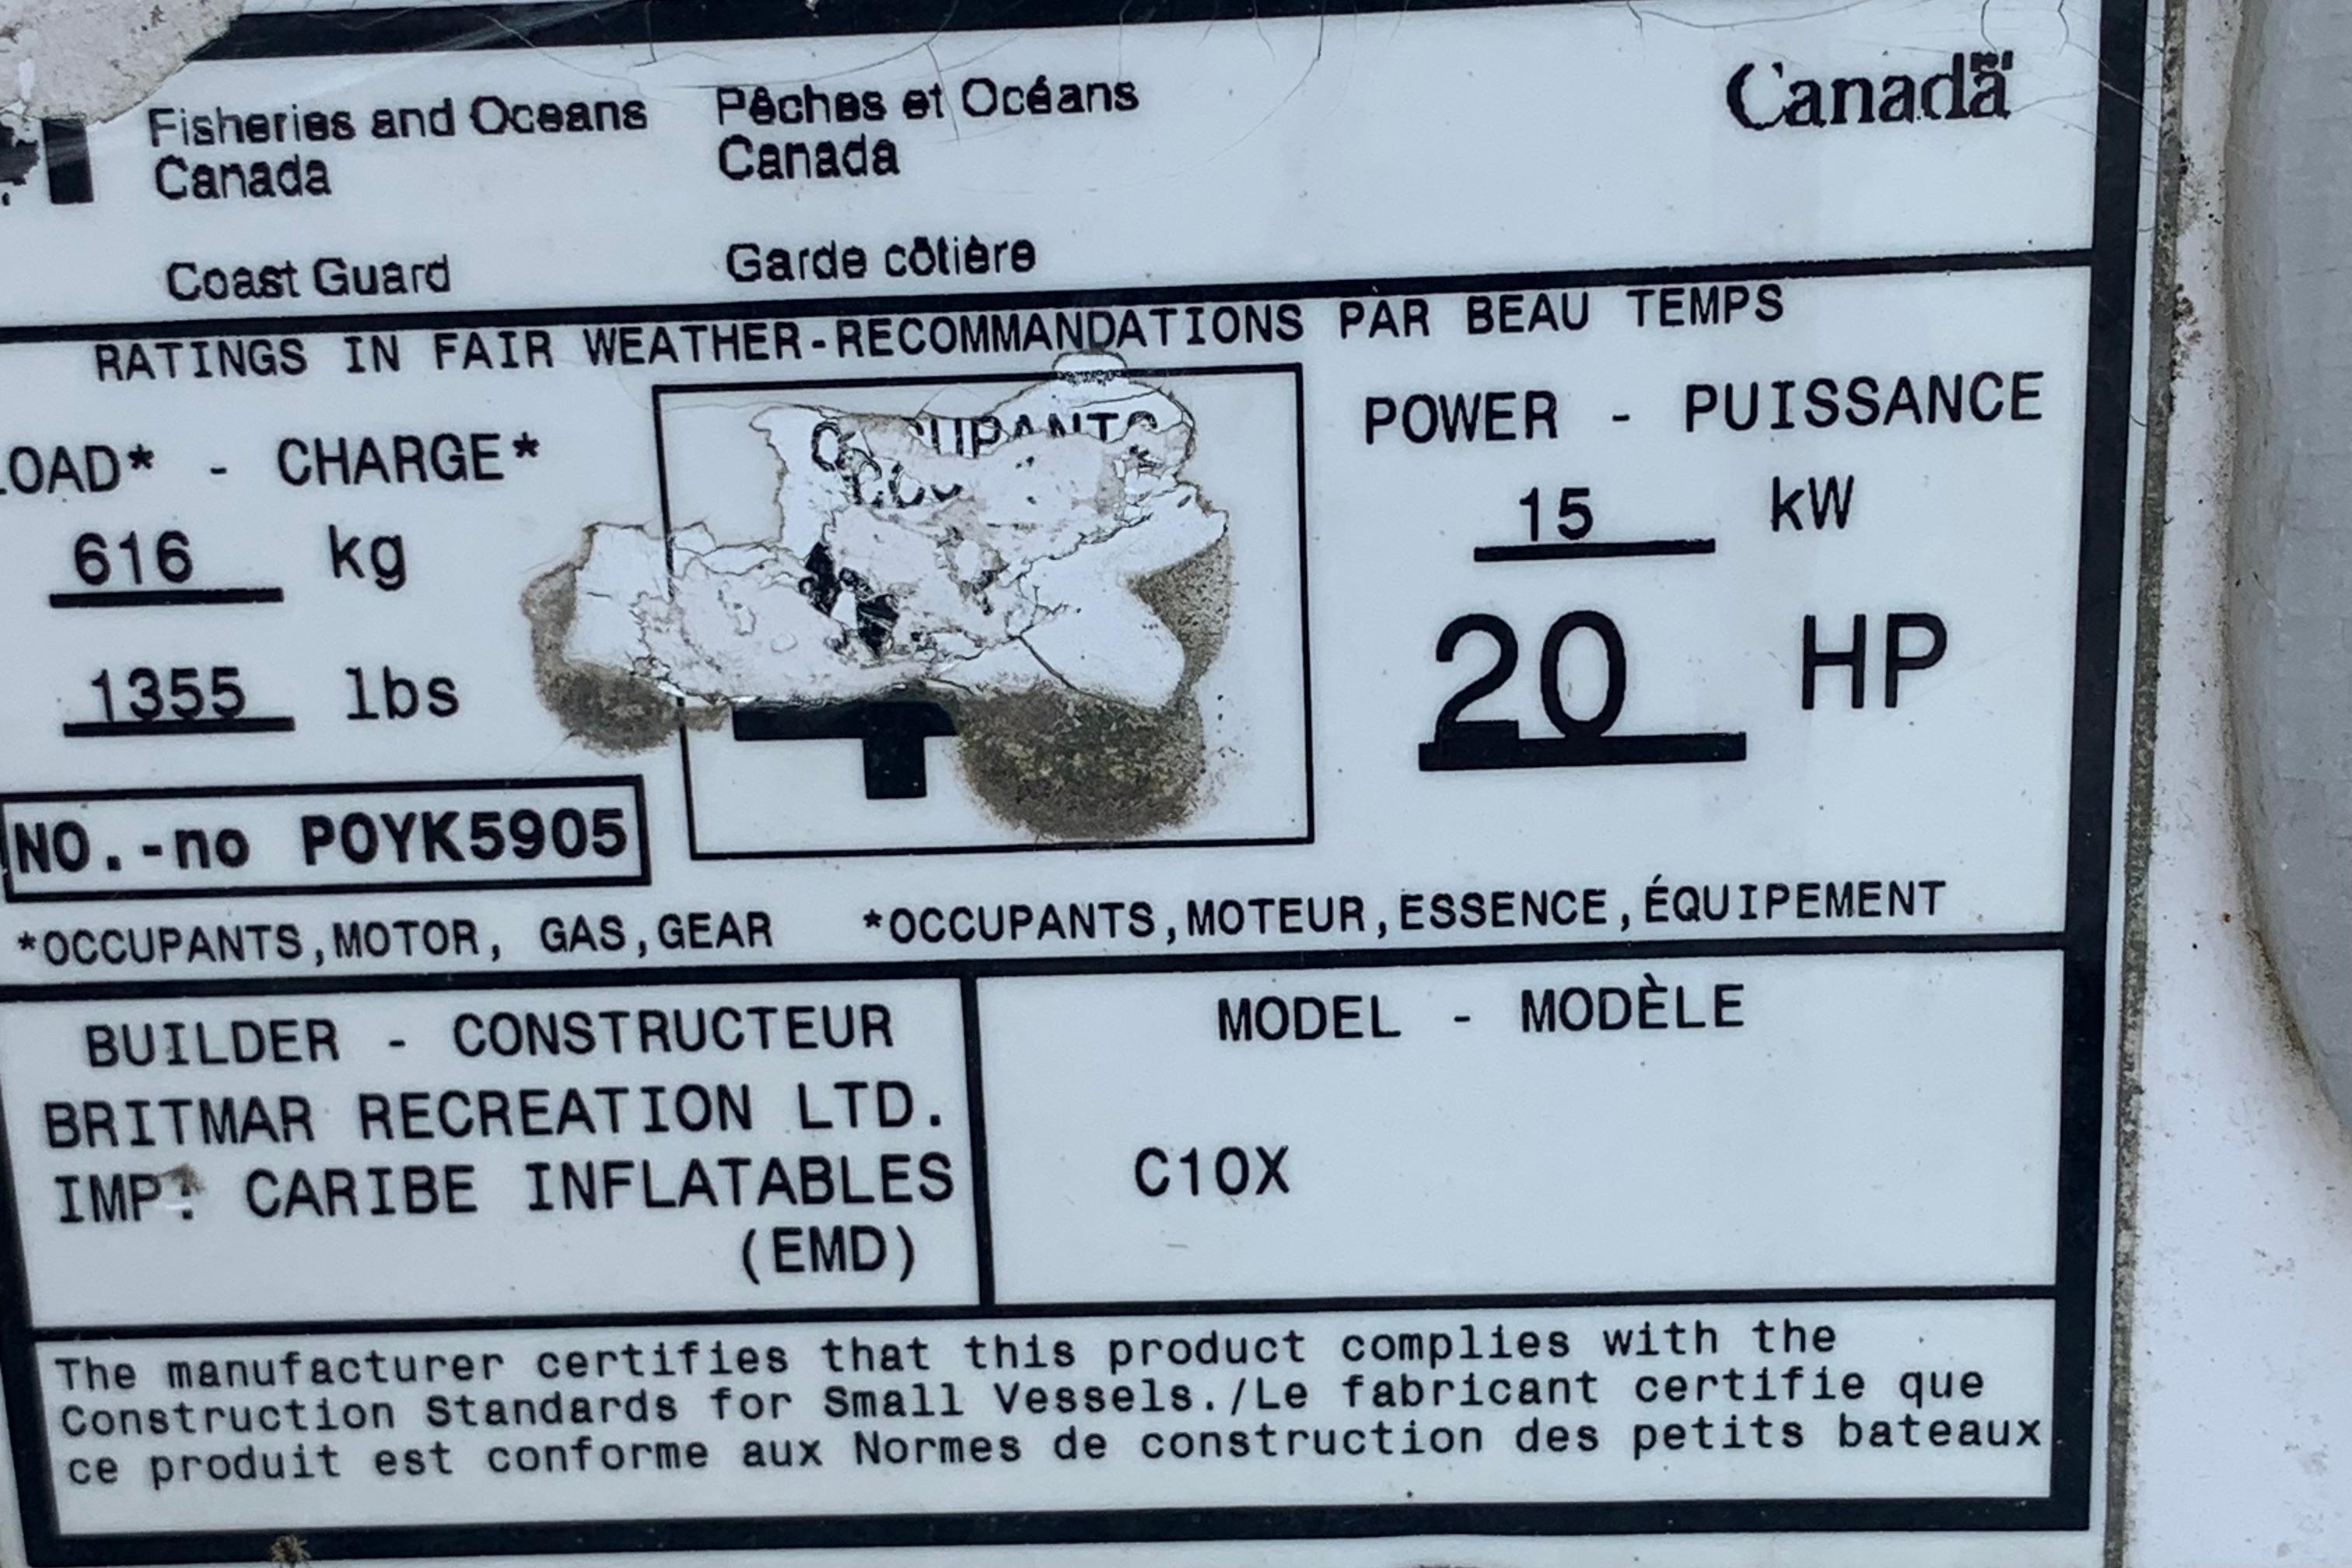 Fisheries and Oceans
Canada
Pêches et Océans
Canada
Canada
Coast Guard
Garde côtière
RATINGS IN FAIR WEATHER-RECOMMANDATIONS PAR BEAU TEMPS
CHARGE*
616 kg
1355 lbs
POWER - PUISSANCE
15 kW
20 HP
NO.-no POYK5905
*OCCUPANTS,MOTOR, GAS,GEAR *OCCUPANTS,MOTEUR,ESSENCE,ÉQUIPEMENT
BUILDER - CONSTRUCTEUR
BRITMAR RECREATION LTD.
IMP: CARIBE INFLATABLES
(EMD)
MODEL - MODÈLE
C10X
The manufacturer certifies that this product complies with the
Construction Standards for Small Vessels./Le fabricant certifie que
ce produit est conforme aux Normes de construction des petits bateaux